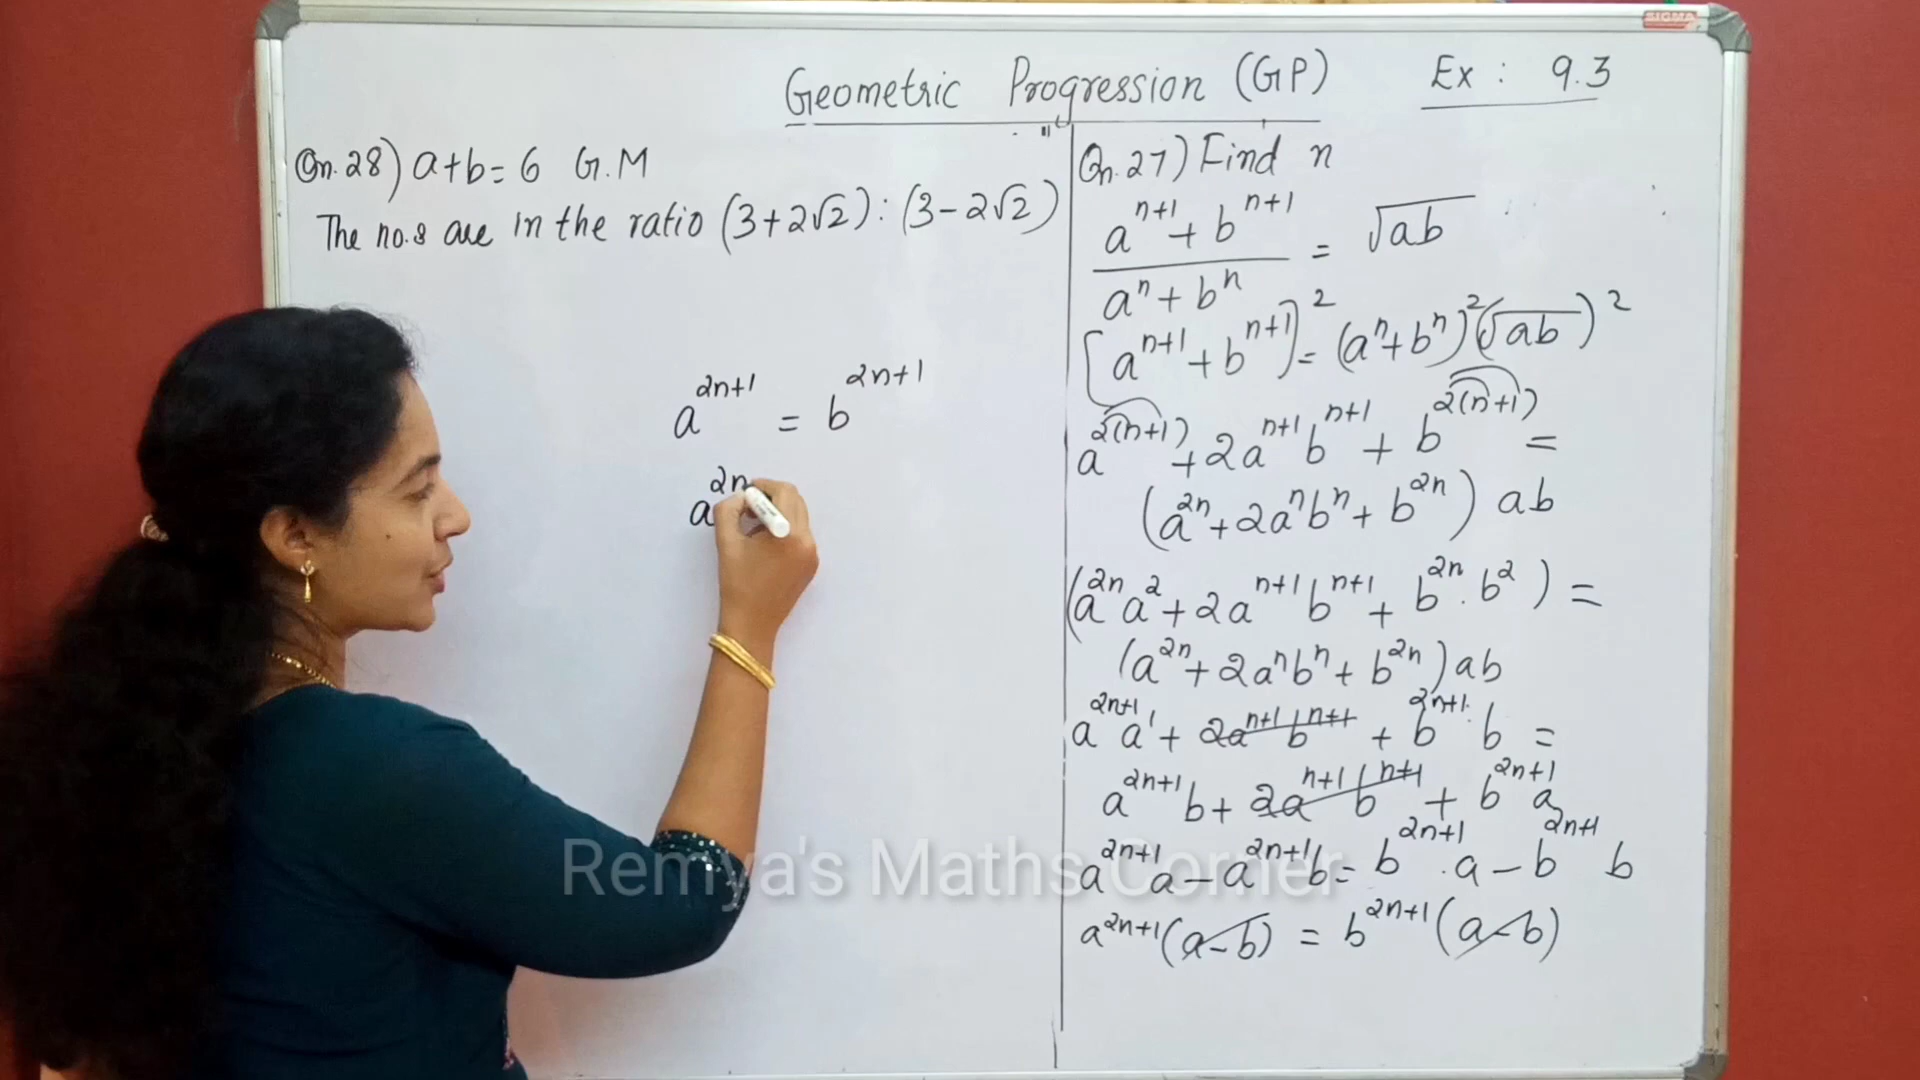 SIGMA
Geometric Progression (GP) Ex : 9.3
Qn.28) a+b= 6 G.M
The no.s are in the ratio (3+2√2) : (3-2√2)
a^{2n+1} = b^{2n+1}
a^{2n}
Qn.27) Find n
\frac{a^{n+1} + b^{n+1}}{a^n + b^n} = √ab
[a^{n+1} + b^{n+1}]^2 = (a^n + b^n)^2 (√ab)^2
a^{2(n+1)} + 2a^{n+1} b^{n+1} + b^{2(n+1)} =
(a^{2n} + 2a^n b^n + b^{2n}) ab
(a^{2n} a^2 + 2a^{n+1} b^{n+1} + b^{2n} . b^2) =
(a^{2n} + 2a^n b^n + b^{2n}) ab
a^{2n+1} a^1 + 2a^{n+1} b^{n+1} + b^{2n+1} b =
a^{2n+1} b + 2a^{n+1} b^{n+1} + b^{2n+1} a
a^{2n+1} a - a^{2n+1} b = b^{2n+1} . a - b^{2n+1} b
a^{2n+1} (a-b) = b^{2n+1} (a-b)
Remya's Maths Corner